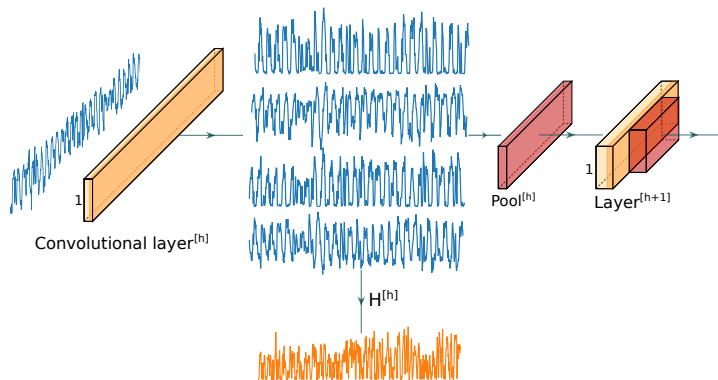 1
Convolutional layer[h]
H[h]
Pool[h]
1
Layer[h+1]